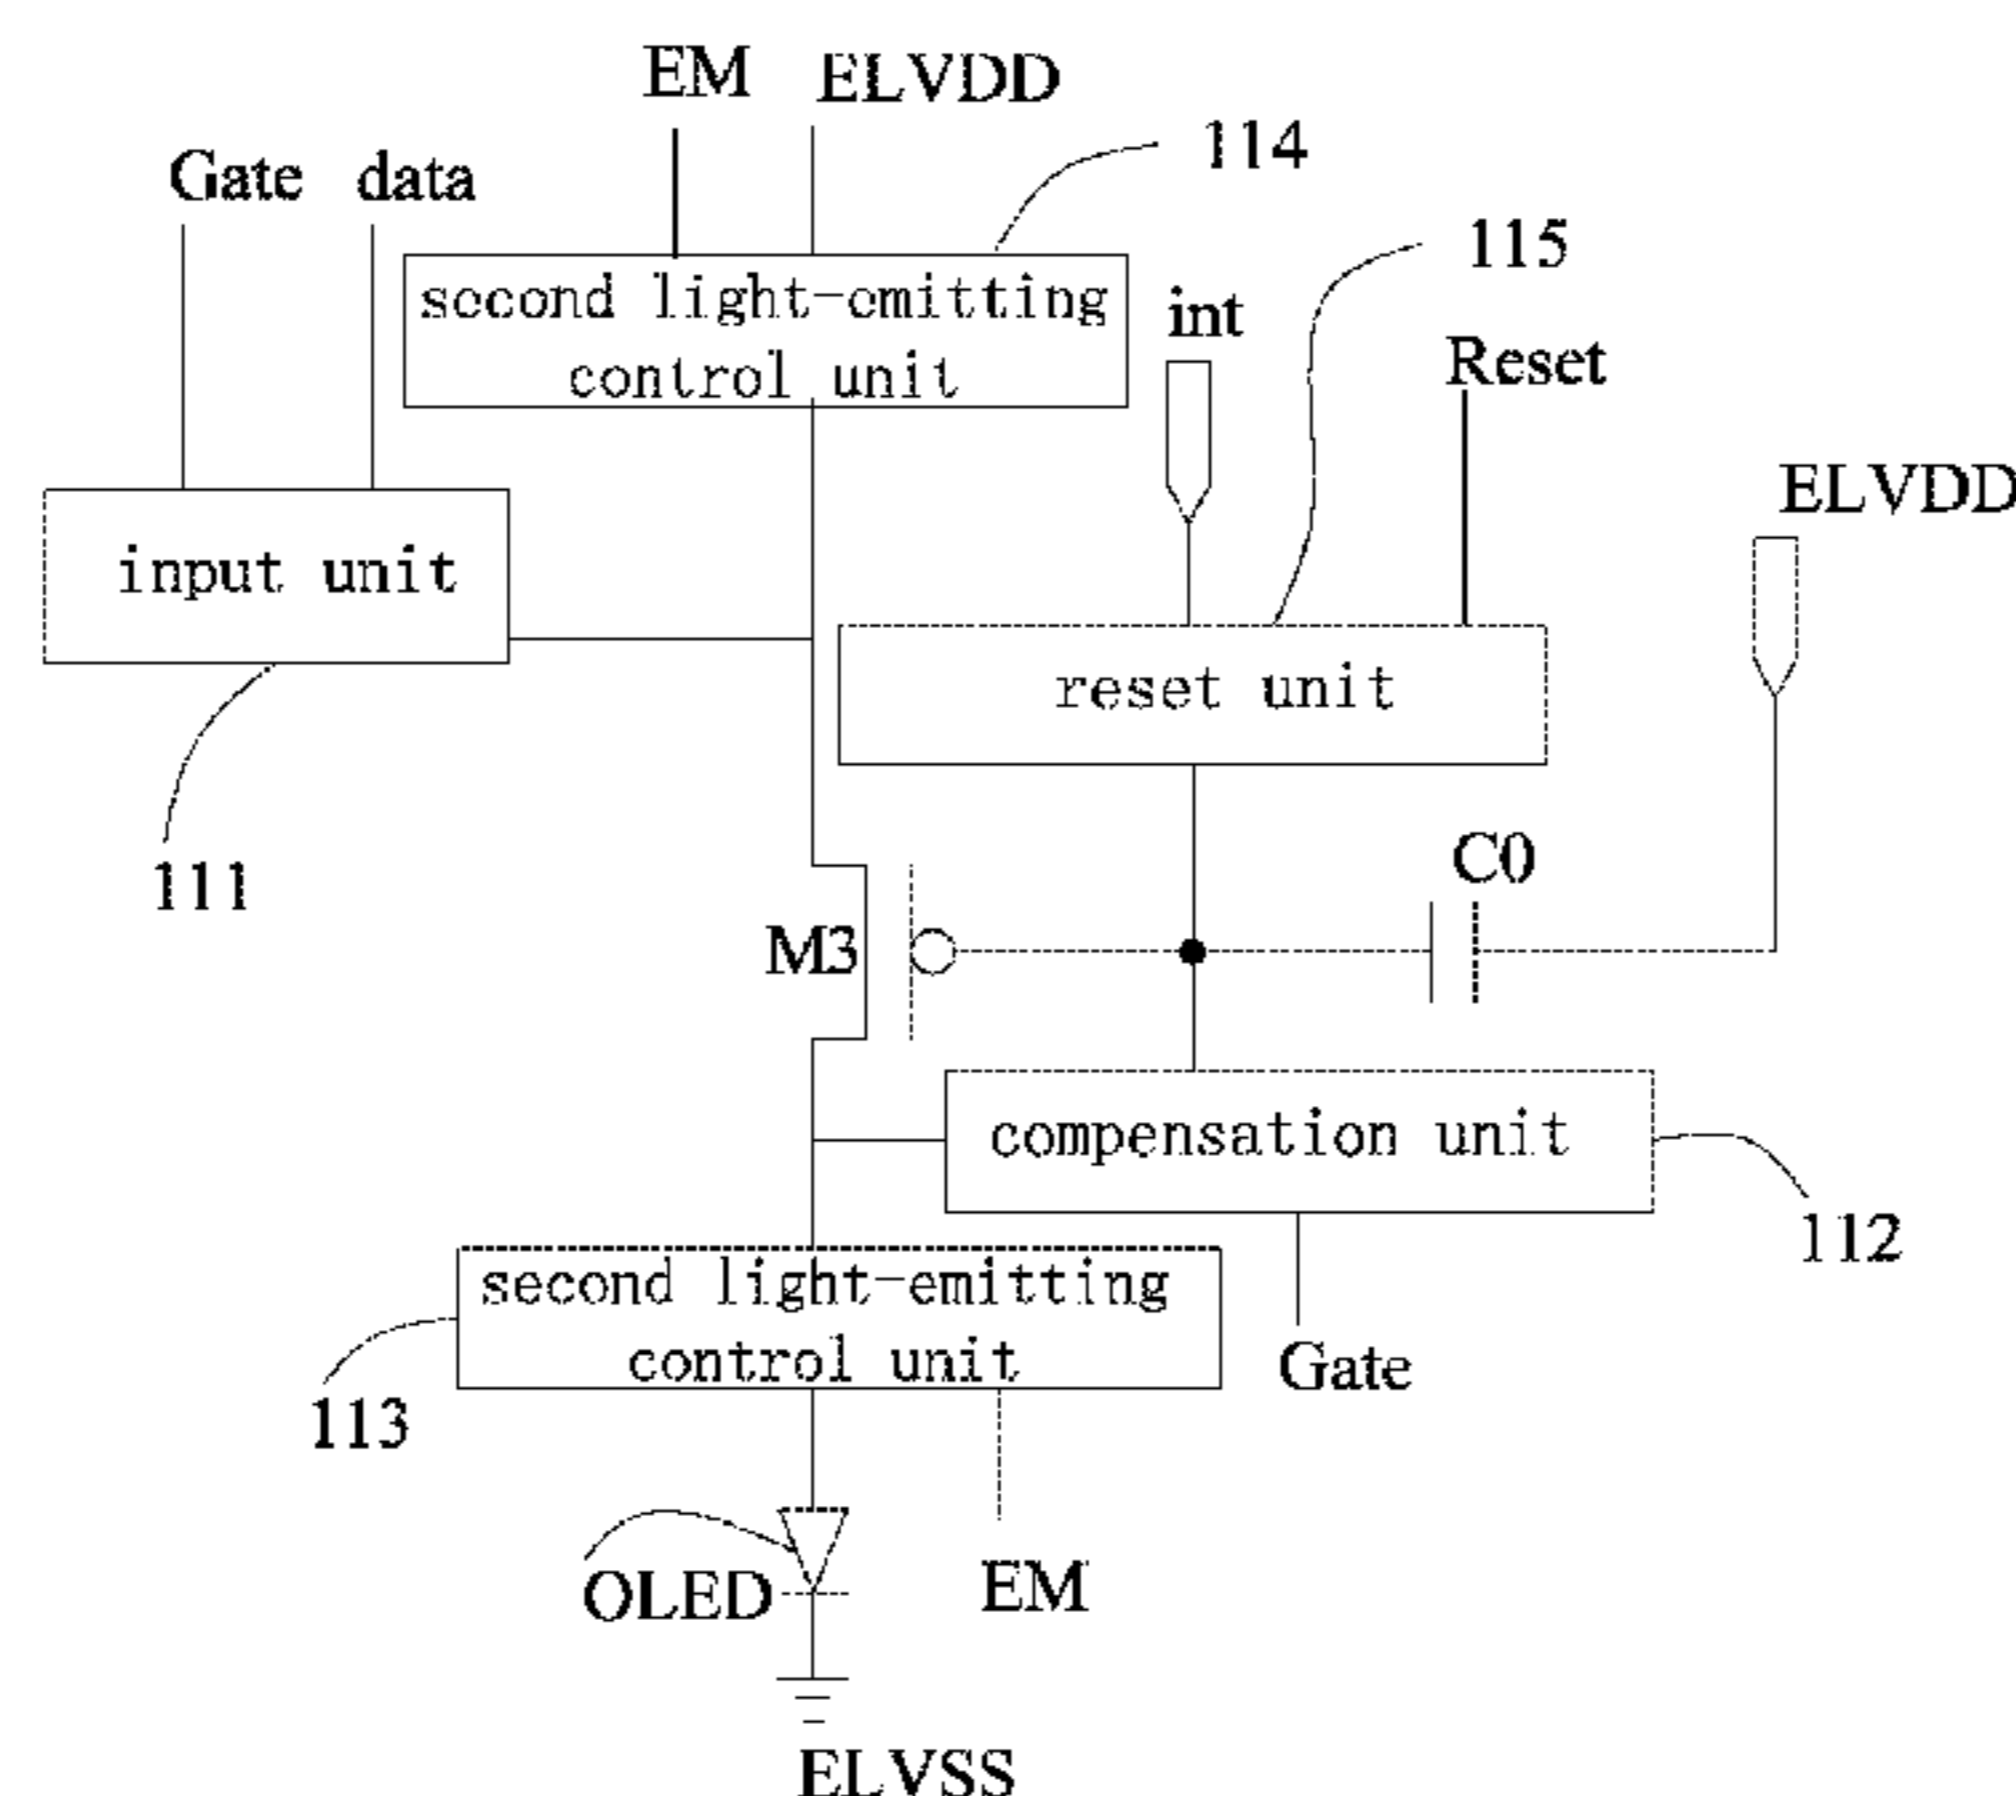 EM ELVDD
114
Gate data
115
second light-emitting
control unit
int
Reset
ELVDD
input unit
reset unit
C0
111
M3
compensation unit
112
second light-emitting
control unit
Gate
113
OLED
EM
ELVSS